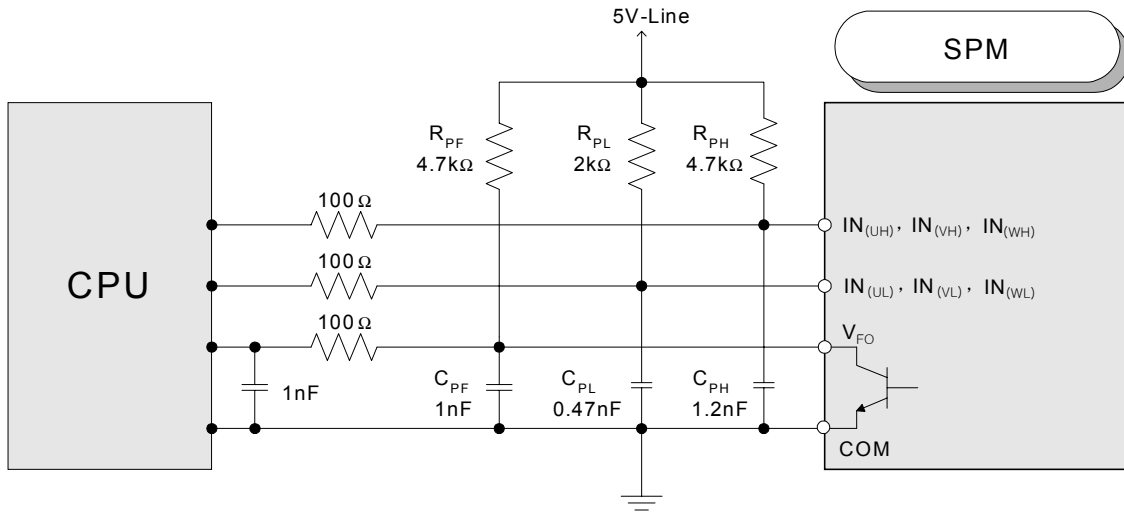 5V-Line
SPM
R_PF
4.7kΩ
R_PL
2kΩ
R_PH
4.7kΩ
100Ω
IN(UH), IN(VH), IN(WH)
CPU
100Ω
IN(UL), IN(VL), IN(WL)
100Ω
V_FO
1nF
C_PF
1nF
C_PL
0.47nF
C_PH
1.2nF
COM